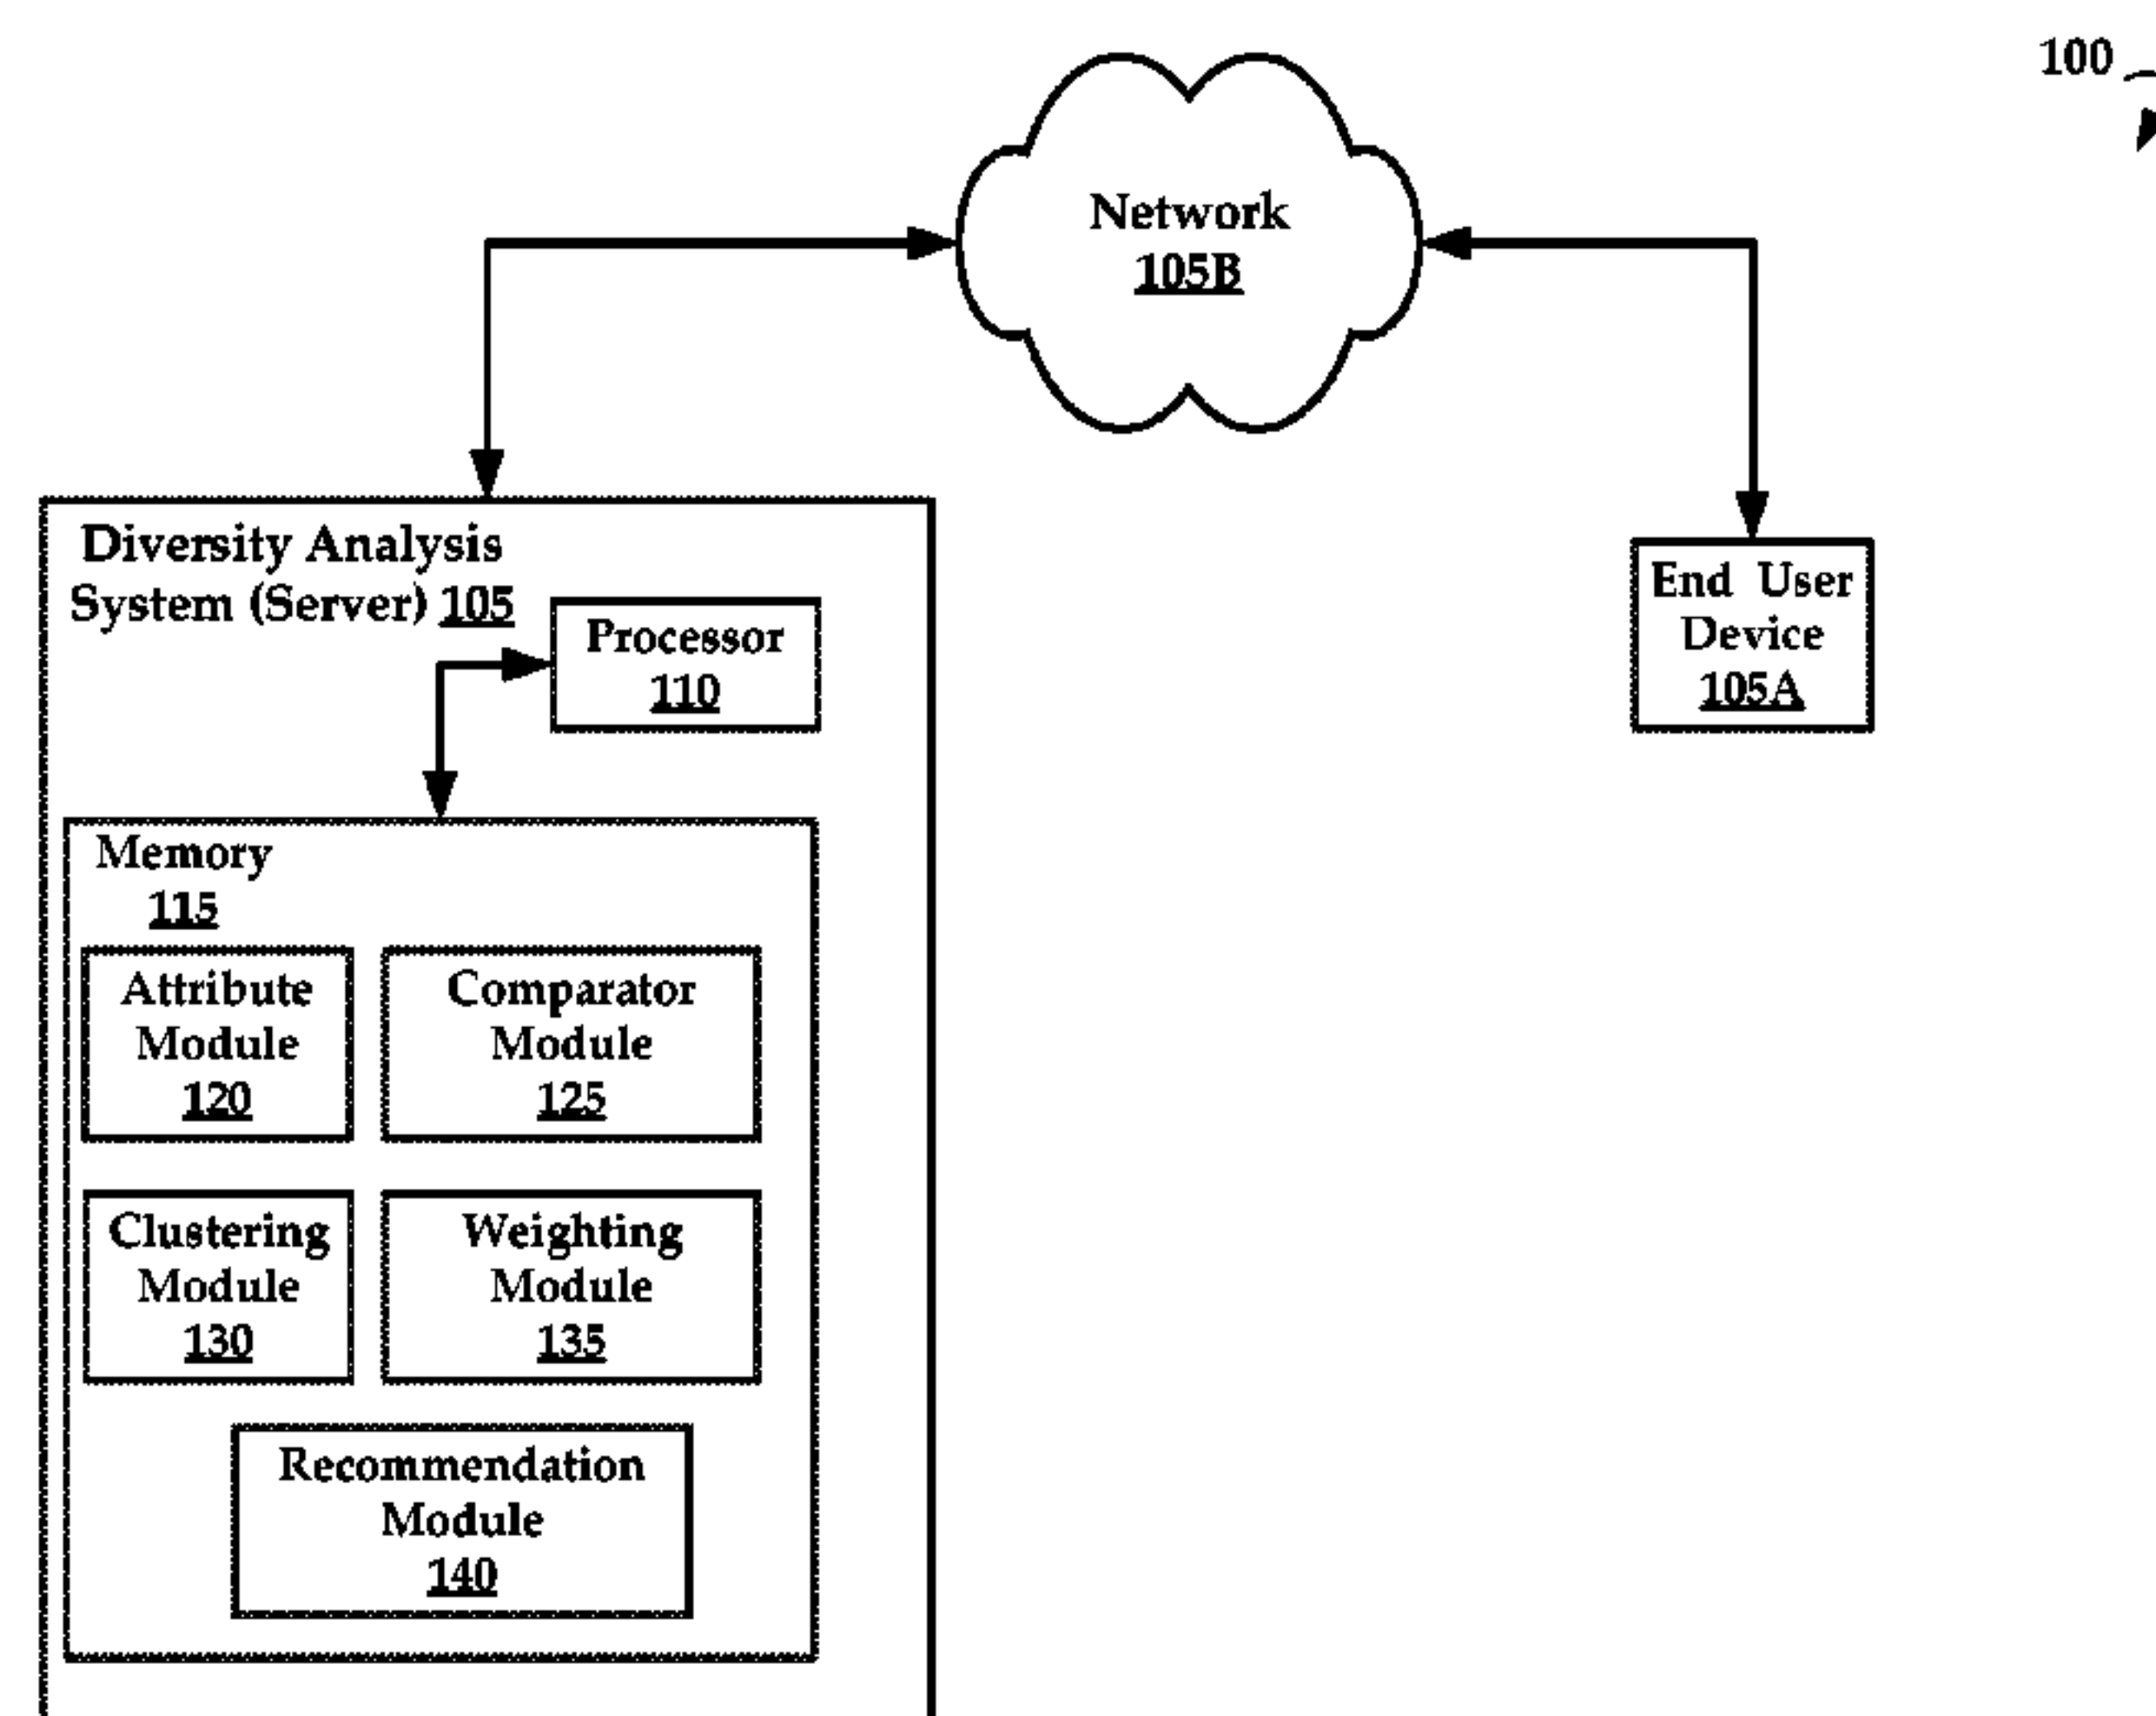 100
Network
105B
Diversity Analysis
System (Server) 105
Processor
110
End User
Device
105A
Memory
115
Attribute
Module
120
Comparator
Module
125
Clustering
Module
130
Weighting
Module
135
Recommendation
Module
140